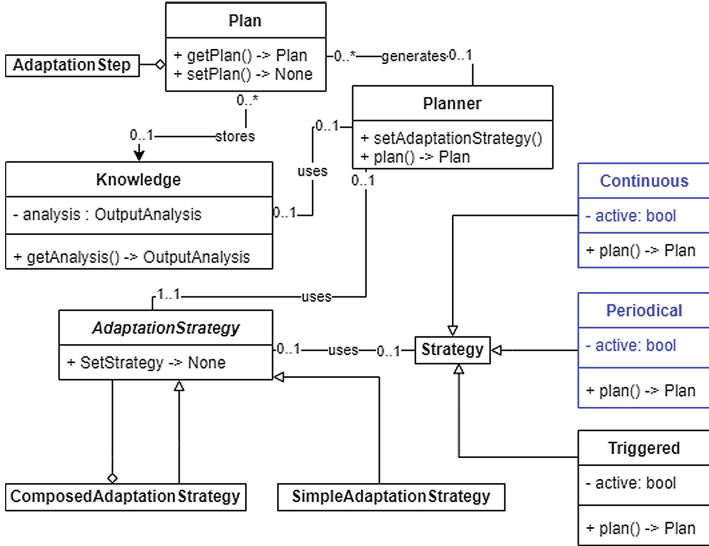 Plan
+ getPlan() -> Plan
+ setPlan() -> None
AdaptationStep
0..*
generates
0..1
Planner
+ setAdaptationStrategy()
+ plan() -> Plan
0..*
0..1
stores
0..1
uses
0..1
Knowledge
- analysis : OutputAnalysis
+ getAnalysis() -> OutputAnalysis
0..1
1..1
uses
AdaptationStrategy
+ SetStrategy -> None
0..1
uses
0..1
Strategy
Continuous
- active: bool
+ plan() -> Plan
Periodical
- active: bool
+ plan() -> Plan
Triggered
- active: bool
+ plan() -> Plan
ComposedAdaptationStrategy
SimpleAdaptationStrategy